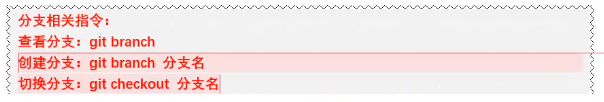 分支相关指令：
查看分支：git branch
创建分支：git branch 分支名
切换分支：git checkout 分支名